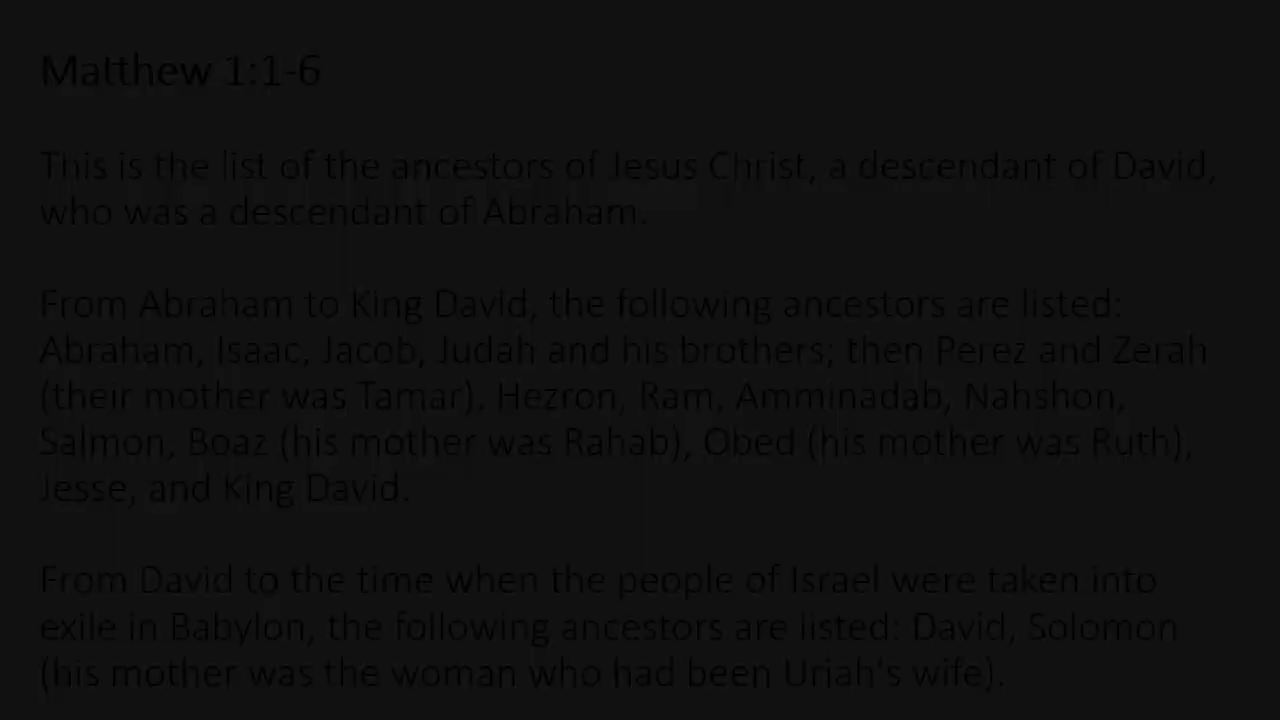 Matthew 1:1-6
This is the list of the ancestors of Jesus Christ, a descendant of David,
who was a descendant of Abraham.
From Abraham to King David, the following ancestors are listed:
Abraham, Isaac, Jacob, Judah and his brothers; then Perez and Zerah
(their mother was Tamar), Hezron, Ram, Amminadab, Nahshon,
Salmon, Boaz (his mother was Rahab), Obed (his mother was Ruth),
Jesse, and King David.
From David to the time when the people of Israel were taken into
exile in Babylon, the following ancestors are listed: David, Solomon
(his mother was the woman who had been Uriah's wife).